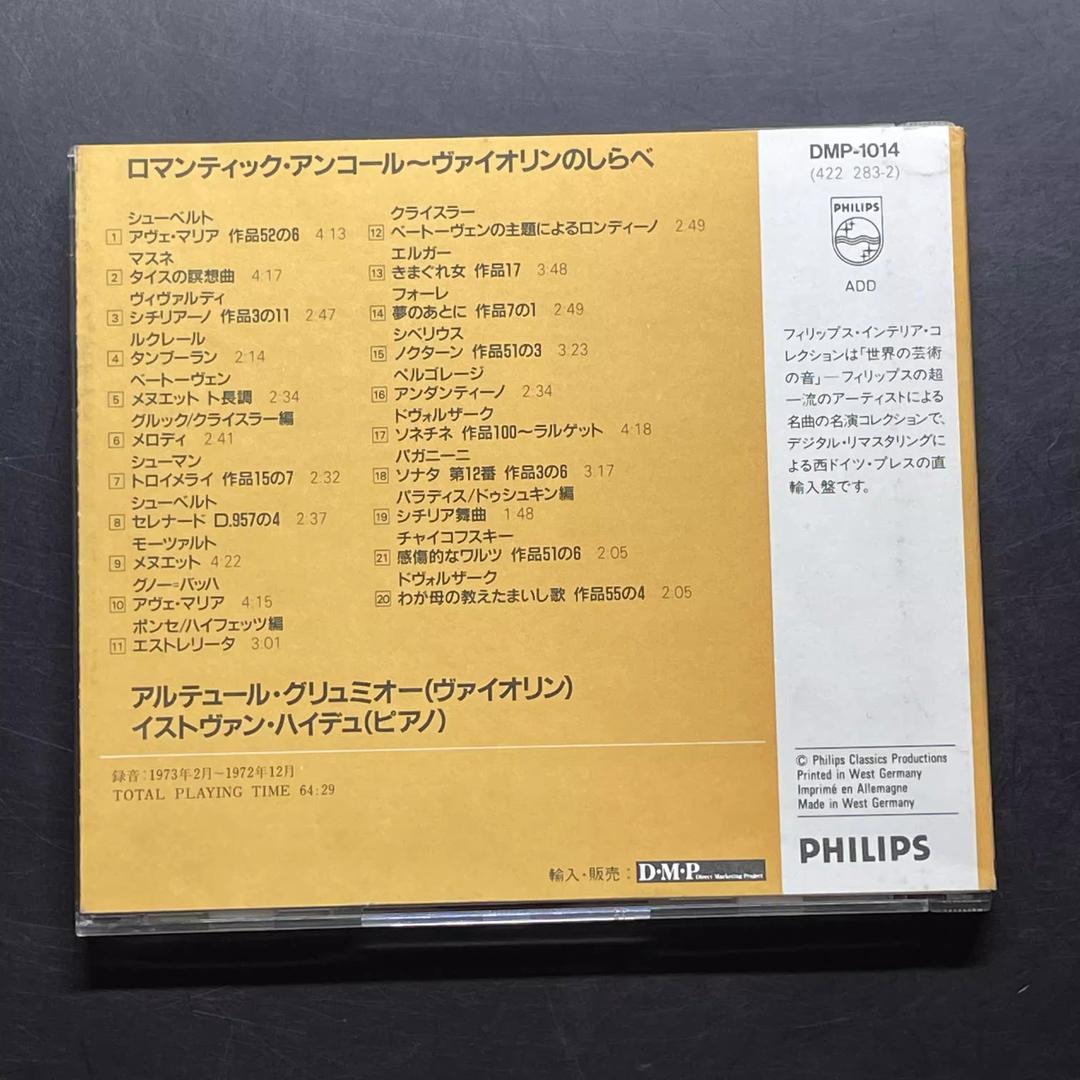 ロマンティック・アンコール〜ヴァイオリンのしらべ
シューベルト
1 アヴェ・マリア 作品52の6 4:13
マスネ
2 タイスの瞑想曲 4:17
ヴィヴァルディ
3 シチリアーノ 作品3の11 2:47
ルクレール
4 タンブーラン 2:14
ベートーヴェン
5 メヌエット ト長調 2:34
グルック/クライスラー編
6 メロディ 2:41
シューマン
7 トロイメライ 作品15の7 2:32
シューベルト
8 セレナード D.957の4 2:37
モーツァルト
9 メヌエット 4:22
グノー=バッハ
10 アヴェ・マリア 4:15
ポンセ/ハイフェッツ編
11 エストレリータ 3:01
クライスラー
12 ベートーヴェンの主題によるロンディーノ 2:49
エルガー
13 きまぐれ女 作品17 3:48
フォーレ
14 夢のあとに 作品7の1 2:49
シベリウス
15 ノクターン 作品51の3 3:23
ペルゴレージ
16 アンダンティーノ 2:34
ドヴォルザーク
17 ソネチネ 作品100〜ラルゲット 4:18
パガニーニ
18 ソナタ 第12番 作品3の6 3:17
パラディス/ドゥシュキン編
19 シチリア舞曲 1:48
チャイコフスキー
21 感傷的なワルツ 作品51の6 2:05
ドヴォルザーク
20 わが母の教えたまいし歌 作品55の4 2:05
アルテュール・グリュミオー(ヴァイオリン)
イストヴァン・ハイデュ(ピアノ)
録音:1973年2月〜1972年12月
TOTAL PLAYING TIME 64:29
輸入・販売:D・M・P Direct Marketing Project
DMP-1014
(422 283-2)
PHILIPS
ADD
フィリップス・インテリア・コ
レクションは「世界の芸術
の音」―フィリップスの超
一流のアーティストによる
名曲の名演コレクションで、
デジタル・リマスタリングに
よる西ドイツ・プレスの直
輸入盤です。
© Philips Classics Productions
Printed in West Germany
Imprimé en Allemagne
Made in West Germany
PHILIPS